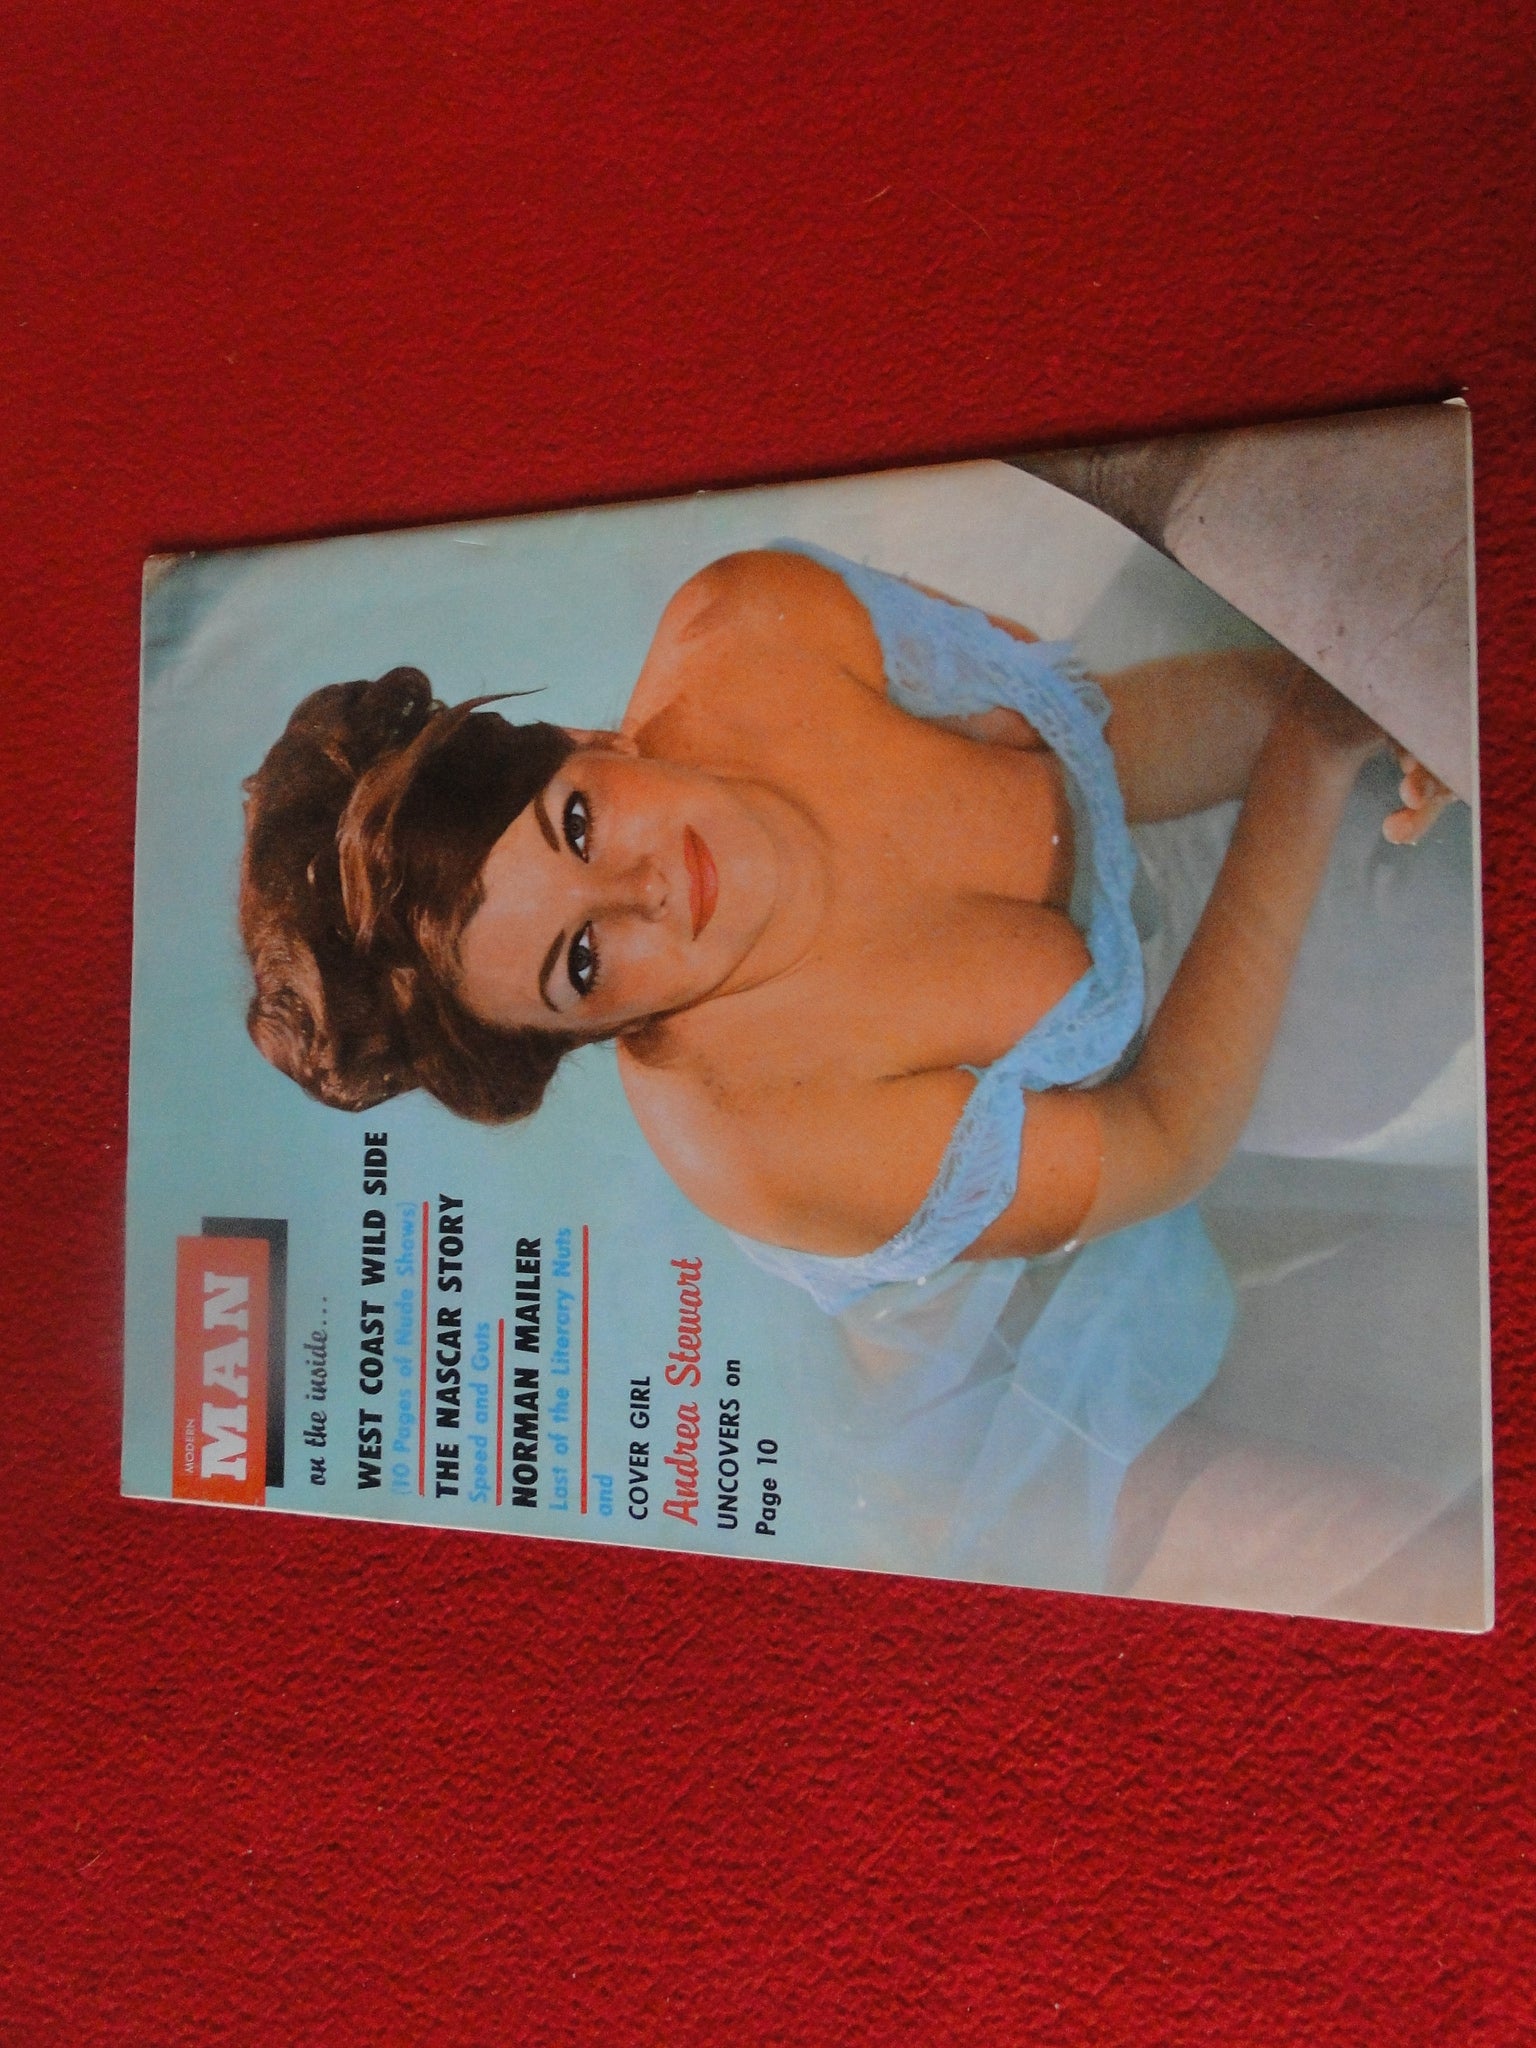 MODERN
MAN
on the inside...
WEST COAST WILD SIDE
(10 Pages of Nude Shows)
THE NASCAR STORY
Speed and Guts
NORMAN MAILER
Last of the Literary Nuts
and
COVER GIRL
Andrea Stewart
UNCOVERS on
Page 10